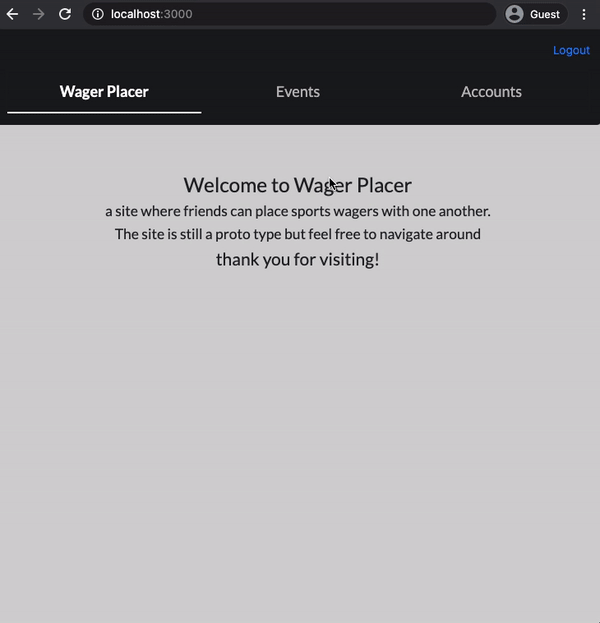 localhost:3000
Guest
Logout
Wager Placer Events Accounts
Welcome to Wager Placer
a site where friends can place sports wagers with one another.
The site is still a proto type but feel free to navigate around
thank you for visiting!